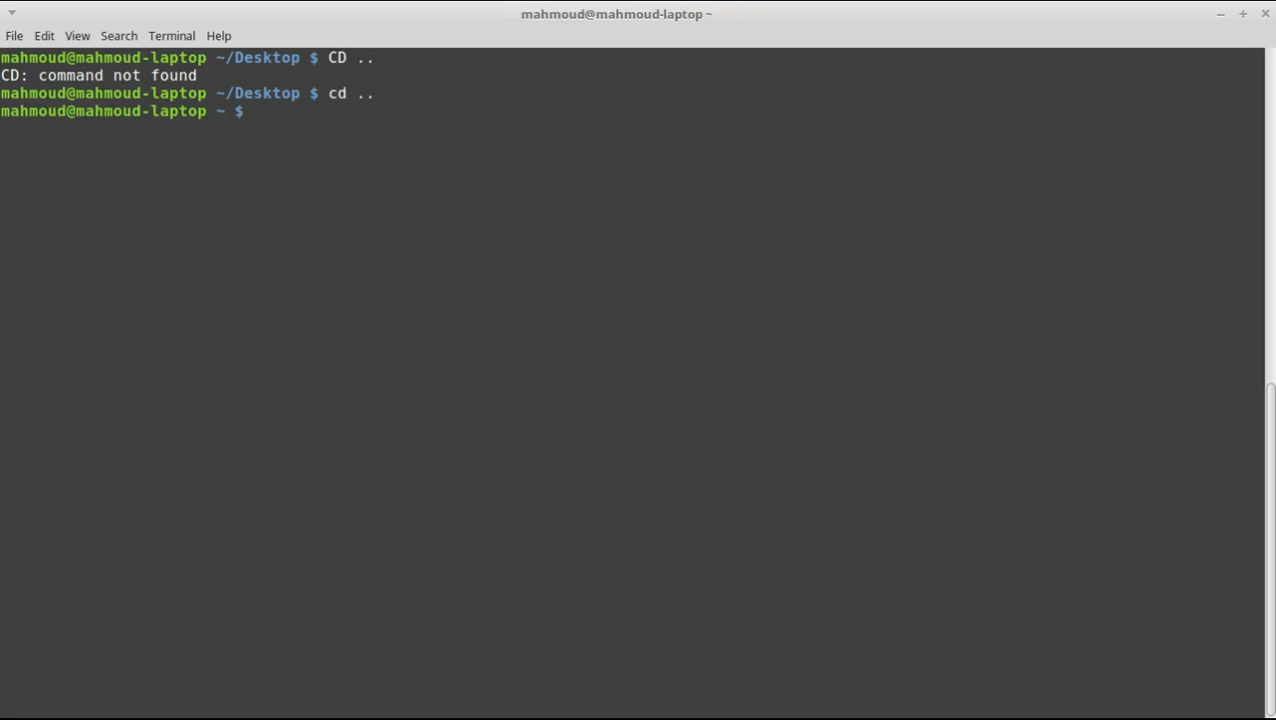 mahmoud@mahmoud-laptop ~
File Edit View Search Terminal Help
mahmoud@mahmoud-laptop ~/Desktop $ CD ..
CD: command not found
mahmoud@mahmoud-laptop ~/Desktop $ cd ..
mahmoud@mahmoud-laptop ~ $